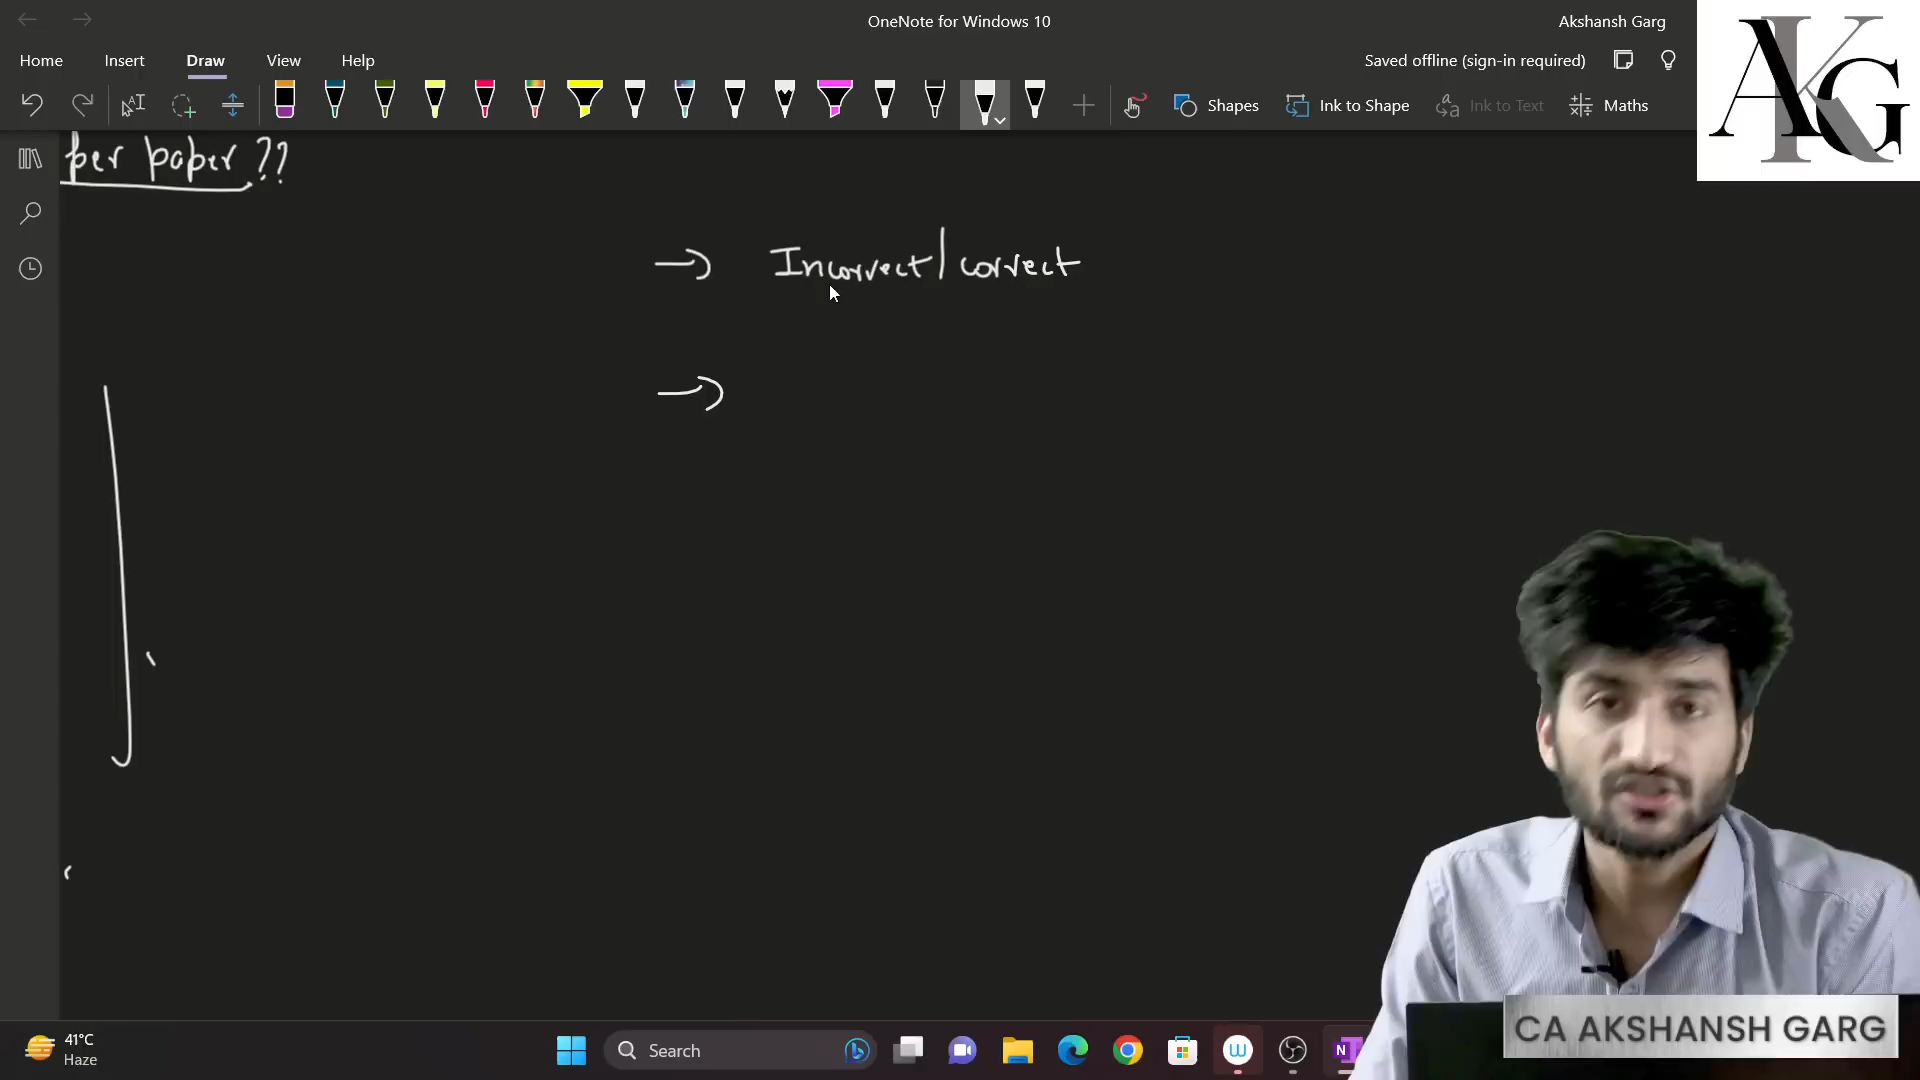 OneNote for Windows 10
Akshansh Garg
Home Insert Draw View Help
Saved offline (sign-in required)
Shapes Ink to Shape Ink to Text Maths
AKG
per paper ??
→ Incorrect | correct
→
CA AKSHANSH GARG
41°C
Haze
Search